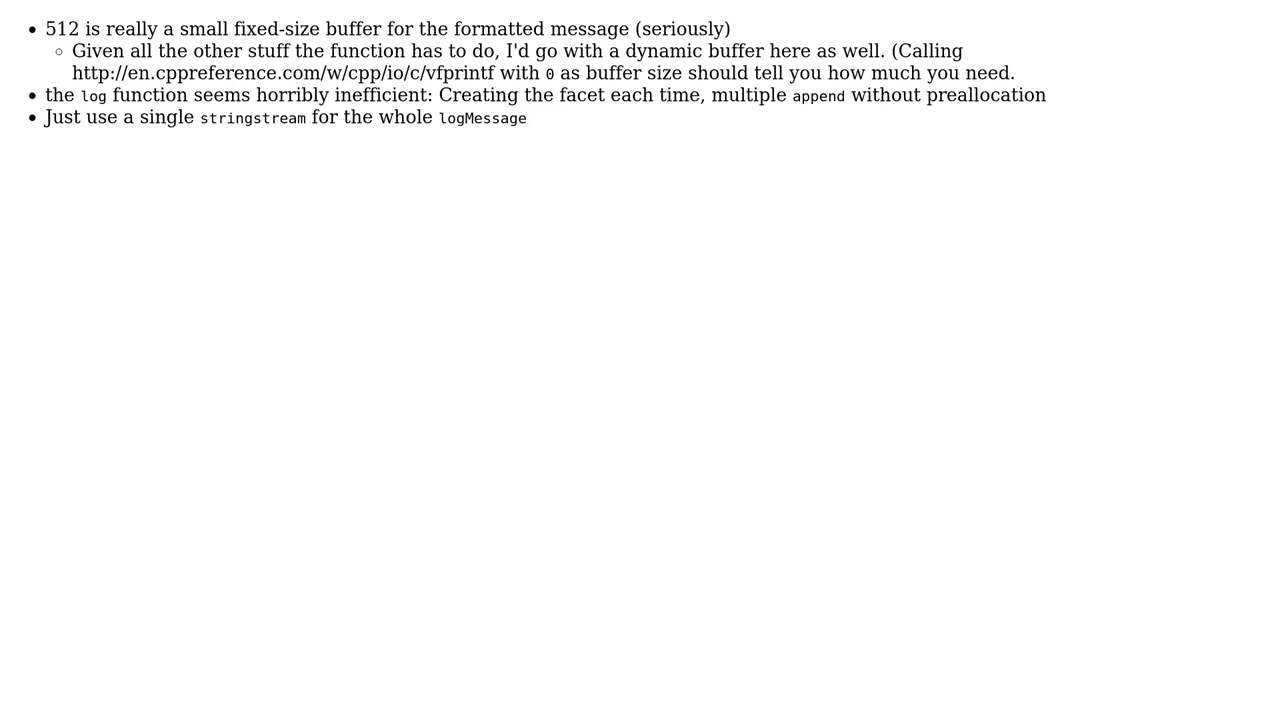 512 is really a small fixed-size buffer for the formatted message (seriously)
Given all the other stuff the function has to do, I'd go with a dynamic buffer here as well. (Calling
http://en.cppreference.com/w/cpp/io/c/vfprintf with 0 as buffer size should tell you how much you need.
the log function seems horribly inefficient: Creating the facet each time, multiple append without preallocation
Just use a single stringstream for the whole logMessage